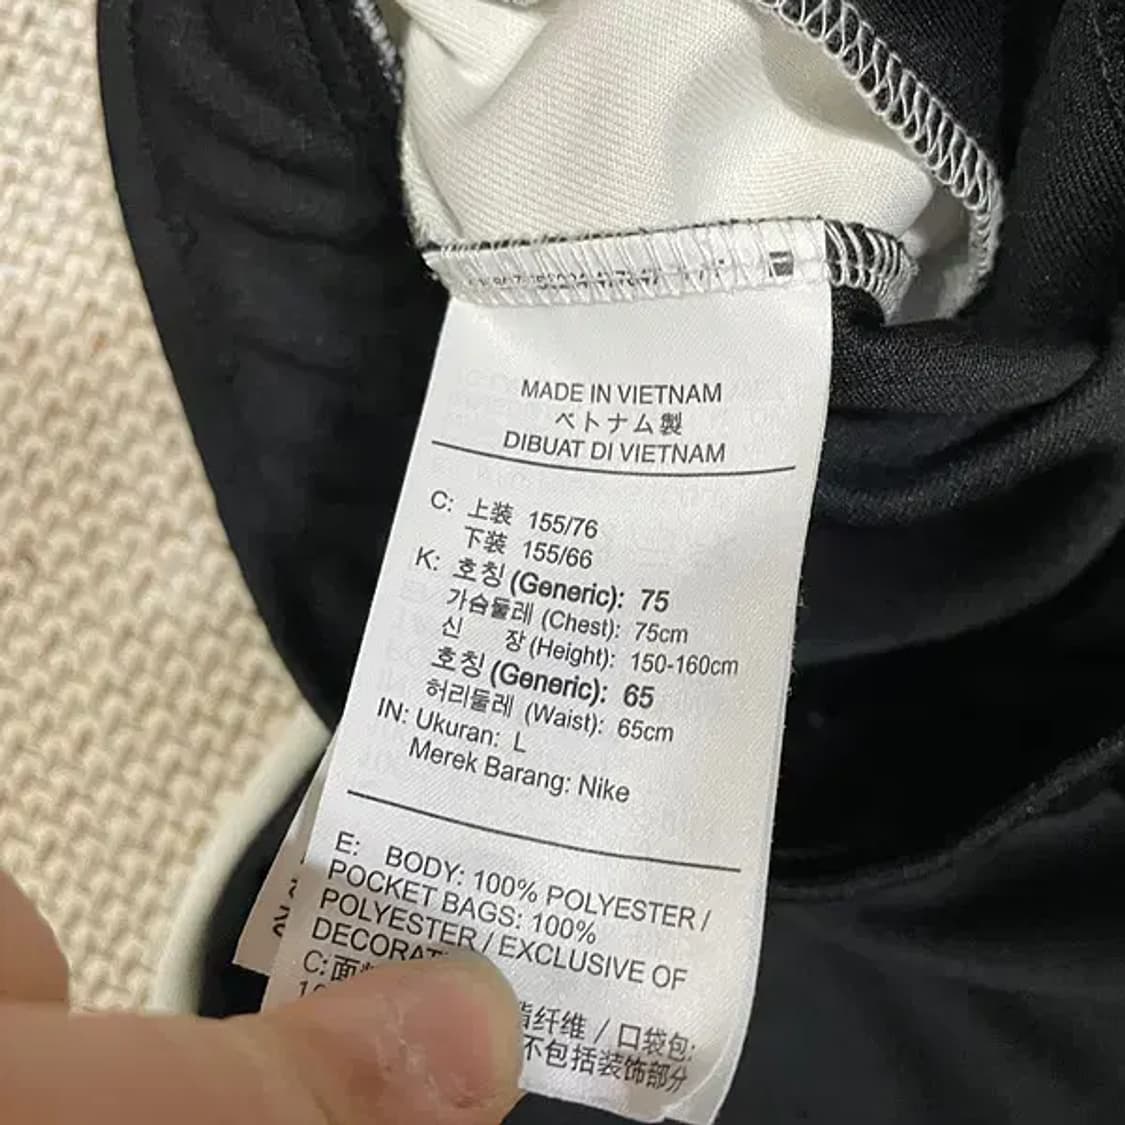 MADE IN VIETNAM
ベトナム製
DIBUAT DI VIETNAM
C: 上装 155/76
下装 155/66
K: 호칭 (Generic): 75
가슴둘레 (Chest): 75cm
신 장 (Height): 150-160cm
호칭 (Generic): 65
허리둘레 (Waist): 65cm
IN: Ukuran: L
Merek Barang: Nike
E: BODY: 100% POLYESTER /
POCKET BAGS: 100%
POLYESTER / EXCLUSIVE OF
C: 面
纤维 / 口袋包:
不包括装饰部分